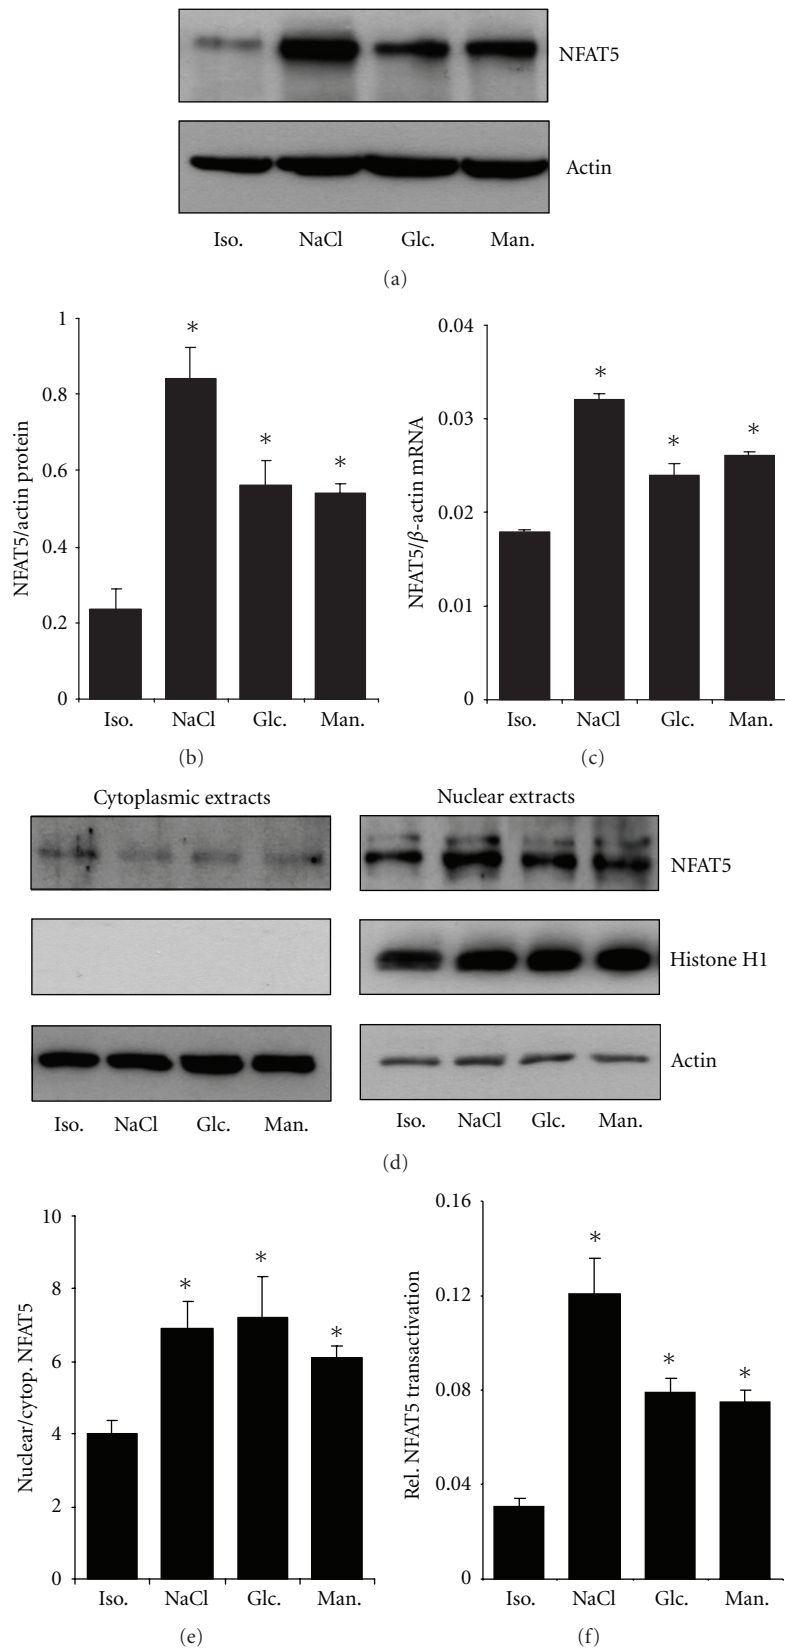 NFAT5
Actin
Iso. NaCl Glc. Man.
(a)
NFAT5/actin protein
1
0.8
0.6
0.4
0.2
0
* * *
Iso. NaCl Glc. Man.
(b)
NFAT5/β-actin mRNA
0.04
0.03
0.02
0.01
0
* * *
Iso. NaCl Glc. Man.
(c)
Cytoplasmic extracts
Nuclear extracts
NFAT5
Histone H1
Actin
Iso. NaCl Glc. Man.
Iso. NaCl Glc. Man.
(d)
Nuclear/cytop. NFAT5
10
8
6
4
2
0
* * *
Iso. NaCl Glc. Man.
(e)
Rel. NFAT5 transactivation
0.16
0.12
0.08
0.04
0
* * *
Iso. NaCl Glc. Man.
(f)